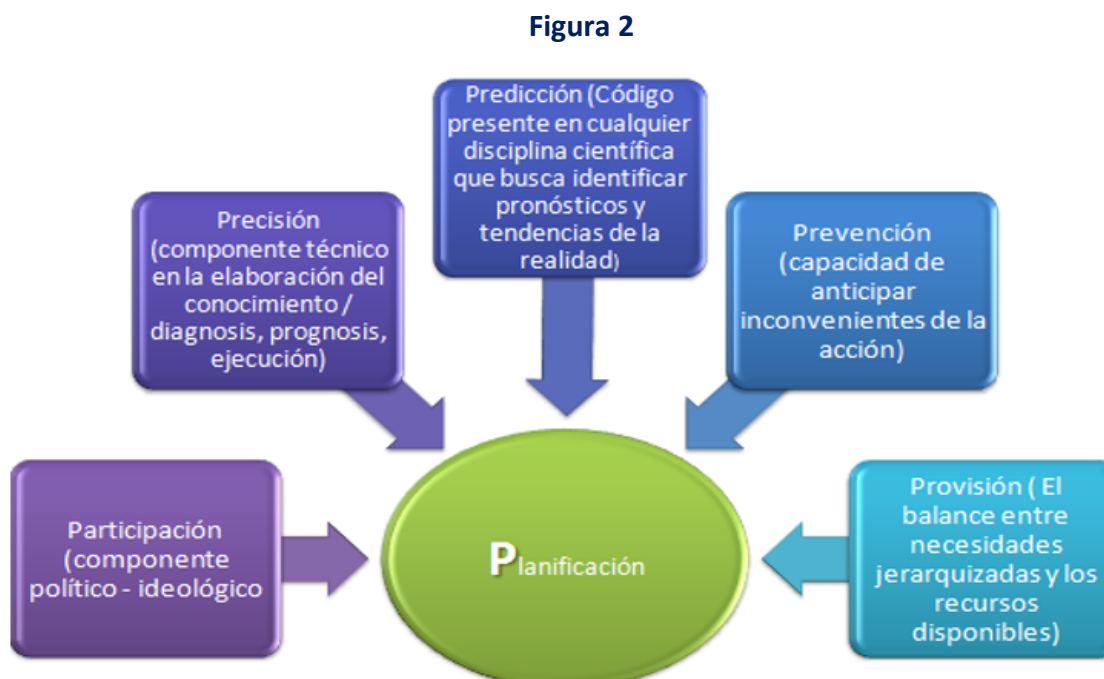 Figura 2
Predicción (Código
presente en cualquier
disciplina científica
que busca identificar
pronósticos y
tendencias de la
realidad)
Precisión
(componente técnico
en la elaboración del
conocimiento /
diagnosis, prognosis,
ejecución)
Prevención
(capacidad de
anticipar
inconvenientes de la
acción)
Participación
(componente
político - ideológico
Planificación
Provisión ( El
balance entre
necesidades
jerarquizadas y los
recursos
disponibles)